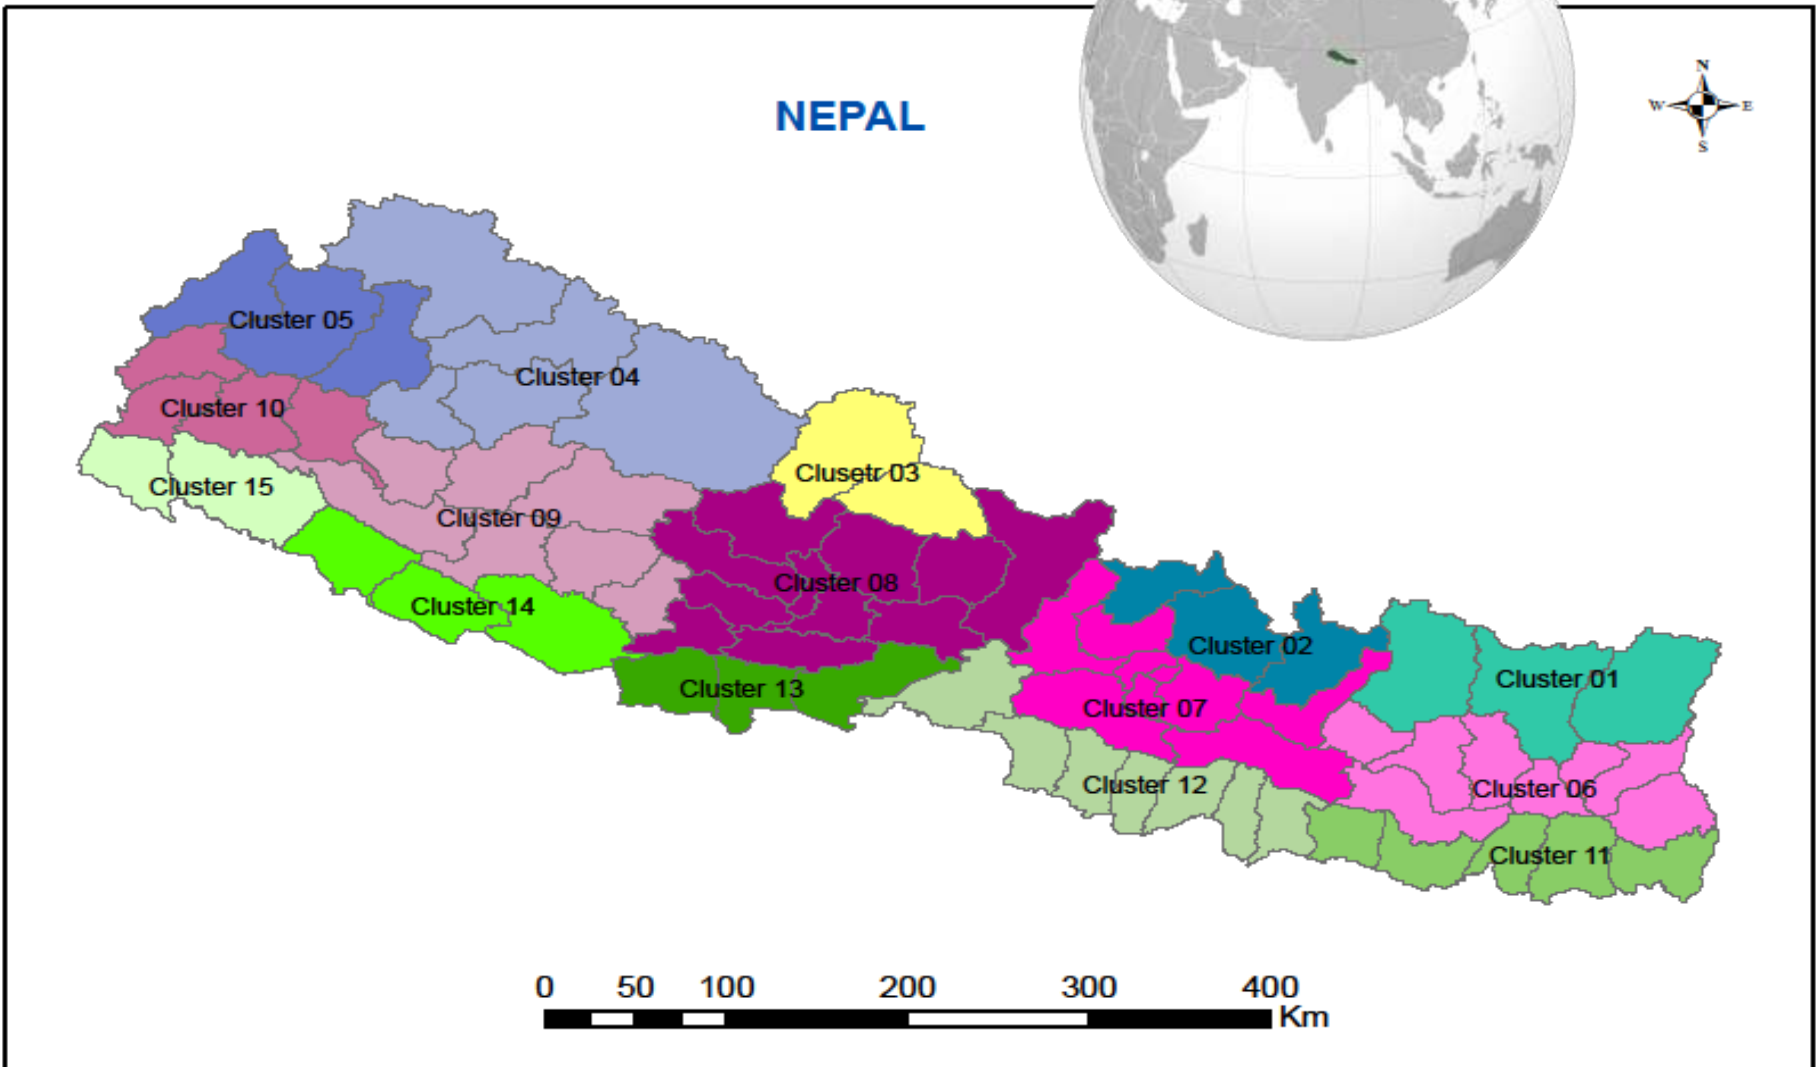 NEPAL
N
W E
S
Cluster 05
Cluster 04
Cluster 10
Clusetr 03
Cluster 15
Cluster 09
Cluster 08
Cluster 14
Cluster 02
Cluster 01
Cluster 13
Cluster 07
Cluster 12
Cluster 06
Cluster 11
0 50 100 200 300 400
Km